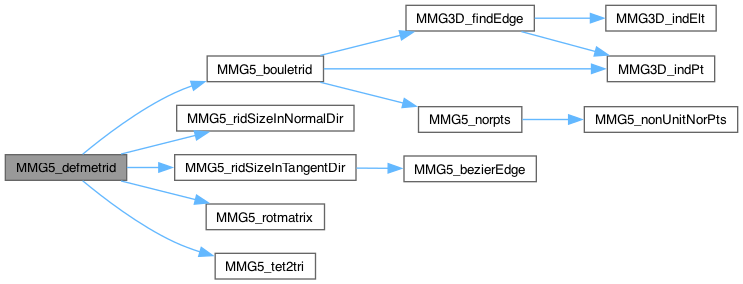 MMG3D_findEdge
MMG3D_indElt
MMG5_bouletrid
MMG3D_indPt
MMG5_ridSizeInNormalDir
MMG5_norpts
MMG5_nonUnitNorPts
MMG5_defmetrid
MMG5_ridSizeInTangentDir
MMG5_bezierEdge
MMG5_rotmatrix
MMG5_tet2tri